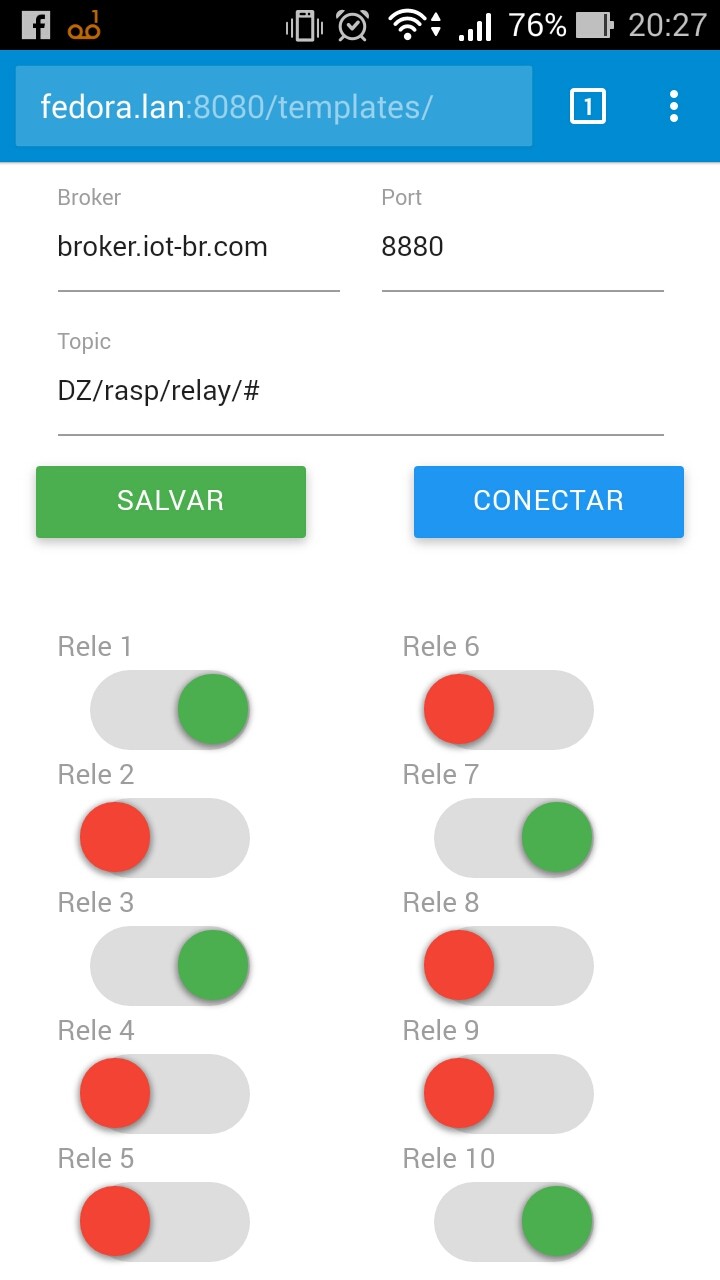 76% 20:27
fedora.lan:8080/templates/ 1
Broker Port
broker.iot-br.com 8880
Topic
DZ/rasp/relay/#
SALVAR CONECTAR
Rele 1 Rele 6
Rele 2 Rele 7
Rele 3 Rele 8
Rele 4 Rele 9
Rele 5 Rele 10